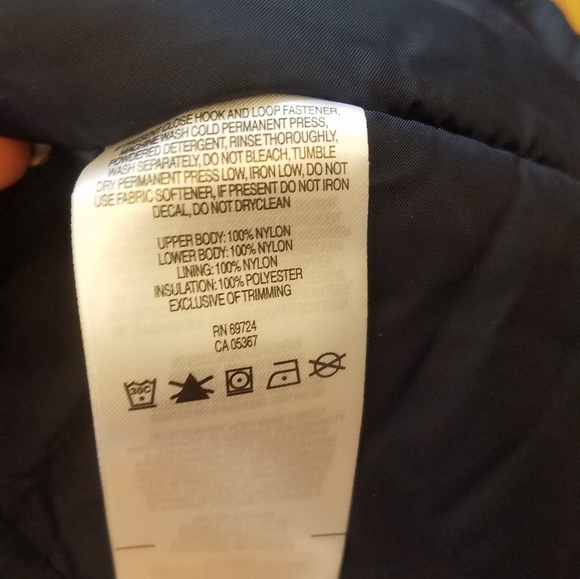 CLOSE HOOK AND LOOP FASTENER,
MACHINE WASH COLD PERMANENT PRESS,
POWDERED DETERGENT, RINSE THOROUGHLY,
WASH SEPARATELY, DO NOT BLEACH, TUMBLE
DRY PERMANENT PRESS LOW, IRON LOW, DO NOT
USE FABRIC SOFTENER, IF PRESENT DO NOT IRON
DECAL, DO NOT DRYCLEAN
UPPER BODY: 100% NYLON
LOWER BODY: 100% NYLON
LINING: 100% NYLON
INSULATION: 100% POLYESTER
EXCLUSIVE OF TRIMMING
RN 69724
CA 05367
30C